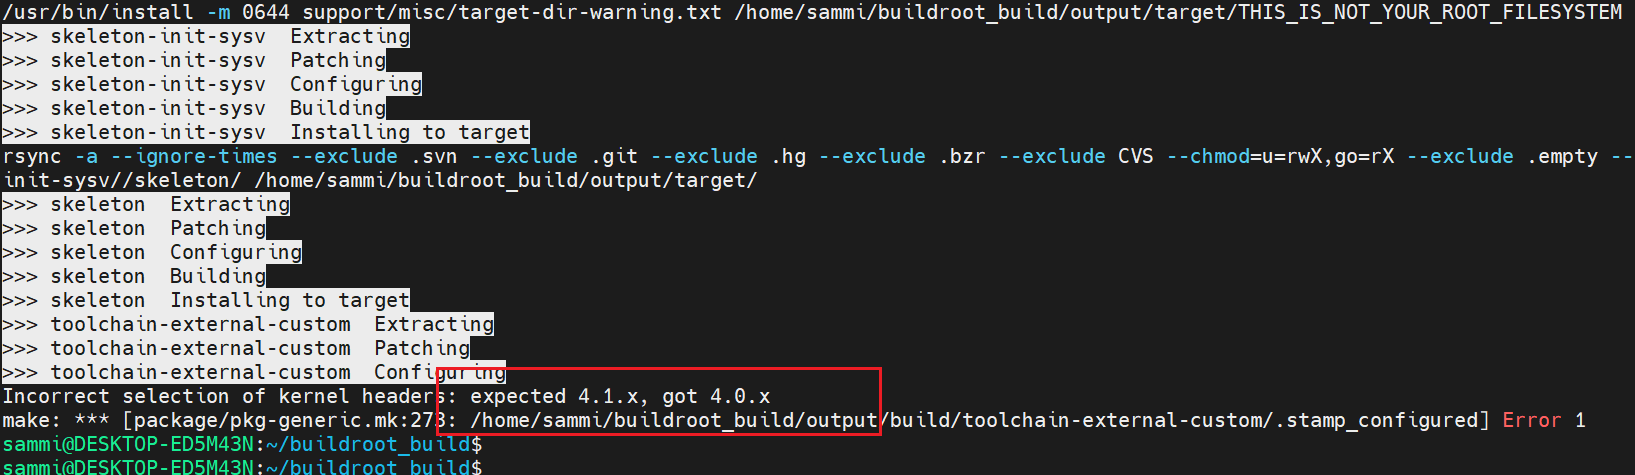 /usr/bin/install -m 0644 support/misc/target-dir-warning.txt /home/sammi/buildroot_build/output/target/THIS_IS_NOT_YOUR_ROOT_FILESYSTEM
>>> skeleton-init-sysv  Extracting
>>> skeleton-init-sysv  Patching
>>> skeleton-init-sysv  Configuring
>>> skeleton-init-sysv  Building
>>> skeleton-init-sysv  Installing to target
rsync -a --ignore-times --exclude .svn --exclude .git --exclude .hg --exclude .bzr --exclude CVS --chmod=u=rwX,go=rX --exclude .empty --
init-sysv//skeleton/ /home/sammi/buildroot_build/output/target/
>>> skeleton  Extracting
>>> skeleton  Patching
>>> skeleton  Configuring
>>> skeleton  Building
>>> skeleton  Installing to target
>>> toolchain-external-custom  Extracting
>>> toolchain-external-custom  Patching
>>> toolchain-external-custom  Configuring
Incorrect selection of kernel headers: expected 4.1.x, got 4.0.x
make: *** [package/pkg-generic.mk:273: /home/sammi/buildroot_build/output/build/toolchain-external-custom/.stamp_configured] Error 1
sammi@DESKTOP-ED5M43N:~/buildroot_build$
sammi@DESKTOP-ED5M43N:~/buildroot_build$